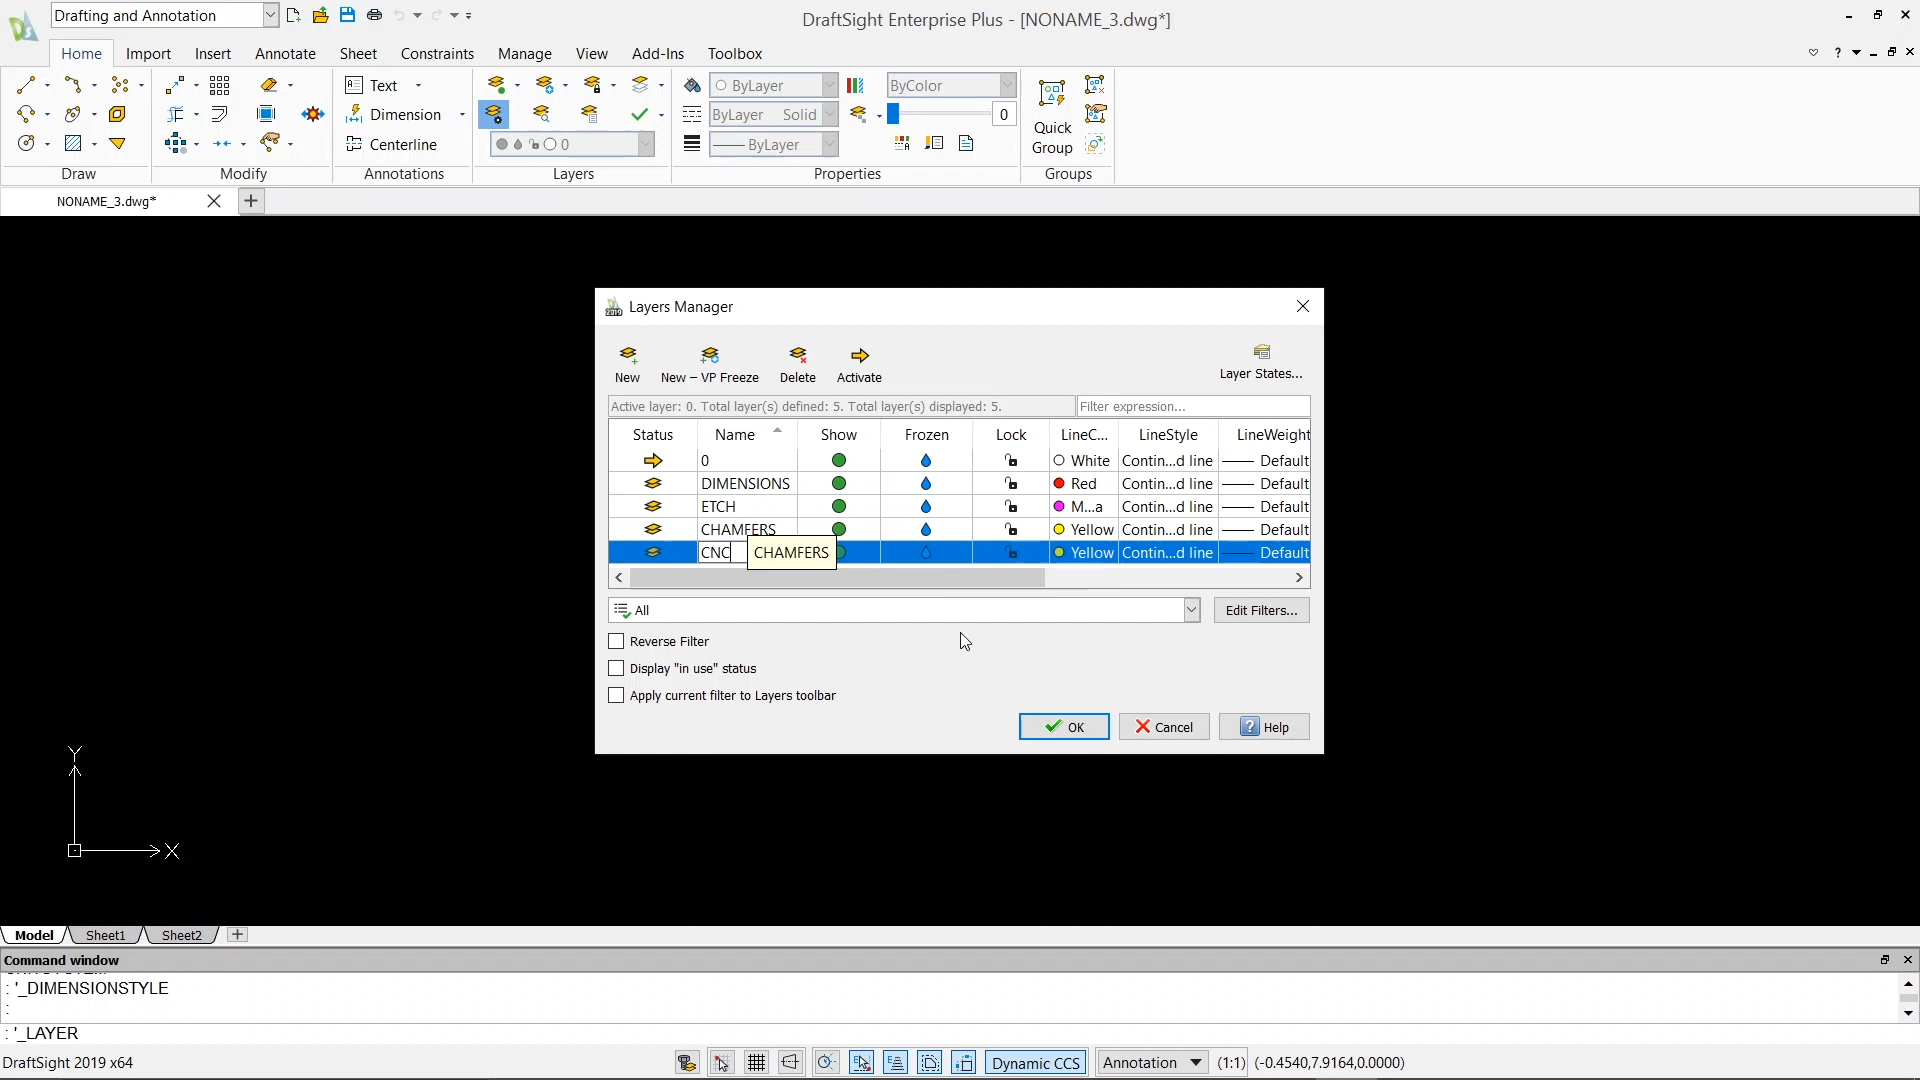 Drafting and Annotation
DraftSight Enterprise Plus - [NONAME_3.dwg*]
Home Import Insert Annotate Sheet Constraints Manage View Add-Ins Toolbox
Text
Dimension
Centerline
0
ByLayer
ByLayer Solid
ByLayer
ByColor
0
Quick
Group
Draw Modify Annotations Layers Properties Groups
NONAME_3.dwg*
2019 Layers Manager
New New – VP Freeze Delete Activate Layer States...
Active layer: 0. Total layer(s) defined: 5. Total layer(s) displayed: 5. Filter expression...
Status Name Show Frozen Lock LineC... LineStyle LineWeight
0 White Contin...d line Default
DIMENSIONS Red Contin...d line Default
ETCH M...a Contin...d line Default
CHAMFERS Yellow Contin...d line Default
CNC CHAMFERS Yellow Contin...d line Default
All Edit Filters...
Reverse Filter
Display "in use" status
Apply current filter to Layers toolbar
OK Cancel Help
Y
X
Model Sheet1 Sheet2
Command window
: '_DIMENSIONSTYLE
:
: '_LAYER
DraftSight 2019 x64 Dynamic CCS Annotation (1:1) (-0.4540,7.9164,0.0000)